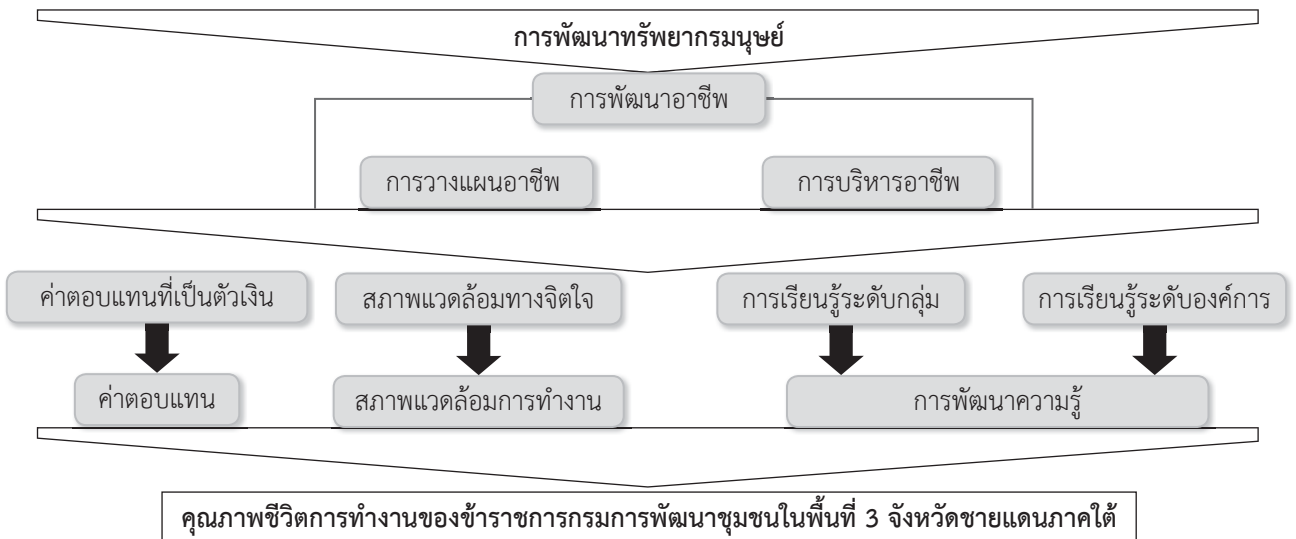 การพัฒนาทรัพยากรมนุษย์
การพัฒนาอาชีพ
การวางแผนอาชีพ
การบริหารอาชีพ
ค่าตอบแทนที่เป็นตัวเงิน
สภาพแวดล้อมทางจิตใจ
การเรียนรู้ระดับกลุ่ม
การเรียนรู้ระดับองค์การ
ค่าตอบแทน
สภาพแวดล้อมการทำงาน
การพัฒนาความรู้
คุณภาพชีวิตการทำงานของข้าราชการกรมการพัฒนาชุมชนในพื้นที่ 3 จังหวัดชายแดนภาคใต้